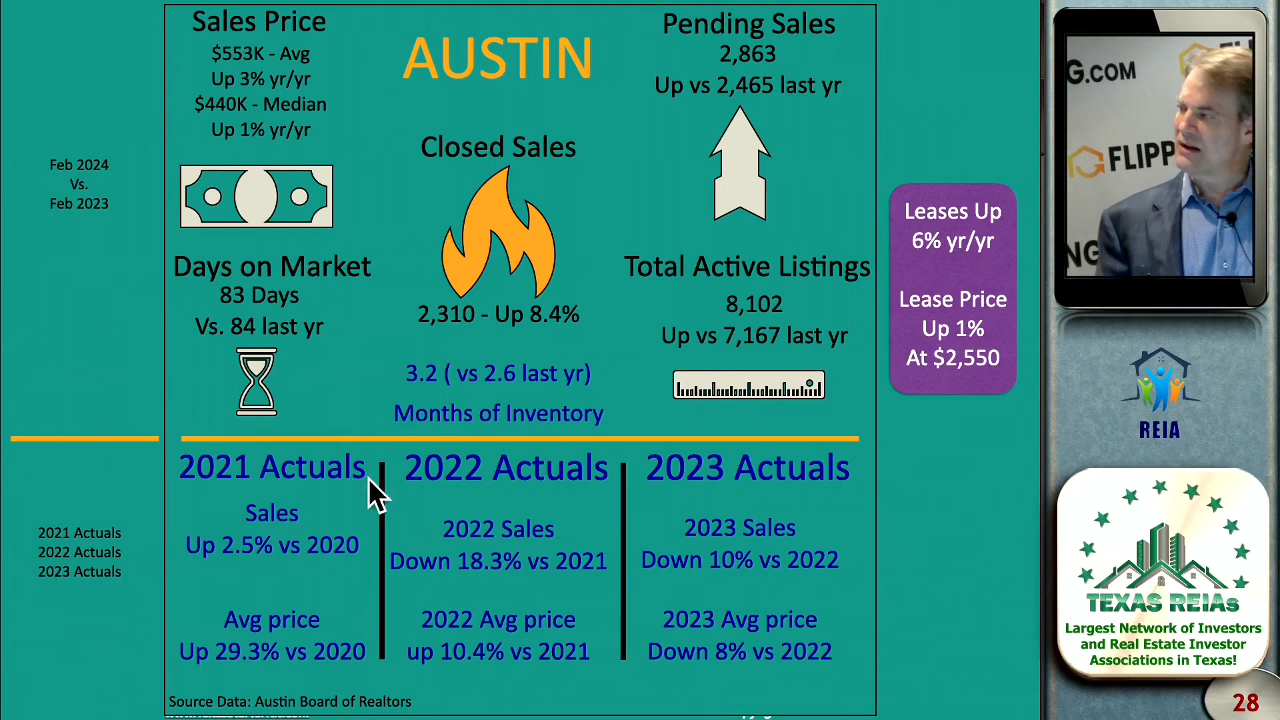 Sales Price
$553K - Avg
Up 3% yr/yr
$440K - Median
Up 1% yr/yr
AUSTIN
Pending Sales
2,863
Up vs 2,465 last yr
Feb 2024
Vs.
Feb 2023
Closed Sales
2,310 - Up 8.4%
3.2 ( vs 2.6 last yr)
Months of Inventory
Days on Market
83 Days
Vs. 84 last yr
Total Active Listings
8,102
Up vs 7,167 last yr
Leases Up
6% yr/yr
Lease Price
Up 1%
At $2,550
2021 Actuals
2022 Actuals
2023 Actuals
2021 Actuals
Sales
Up 2.5% vs 2020
Avg price
Up 29.3% vs 2020
2022 Actuals
2022 Sales
Down 18.3% vs 2021
2022 Avg price
up 10.4% vs 2021
2023 Actuals
2023 Sales
Down 10% vs 2022
2023 Avg price
Down 8% vs 2022
Source Data: Austin Board of Realtors
G.COM
FLIPP
NG
REIA
TEXAS REIAs
Largest Network of Investors
and Real Estate Investor
Associations in Texas!
28